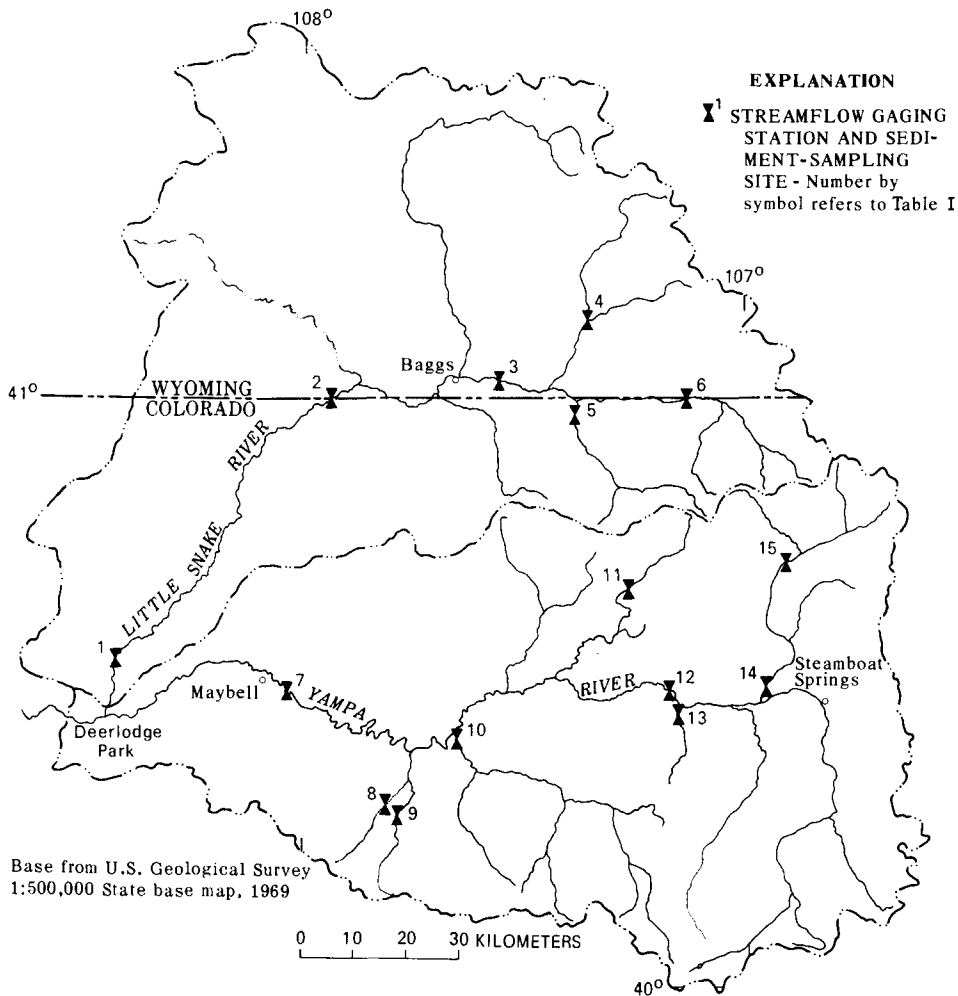 108°
EXPLANATION
1
STREAMFLOW GAGING
STATION AND SEDI-
MENT-SAMPLING
SITE - Number by
symbol refers to Table I
107°
4
Baggs
3
41°
WYOMING
COLORADO
2
6
5
RIVER
LITTLE SNAKE
15
11
1
Maybell
7
YAMPA
RIVER
12
13
14
Steamboat
Springs
Deerlodge
Park
10
8
9
Base from U.S. Geological Survey
1:500,000 State base map, 1969
0 10 20 30 KILOMETERS
40°